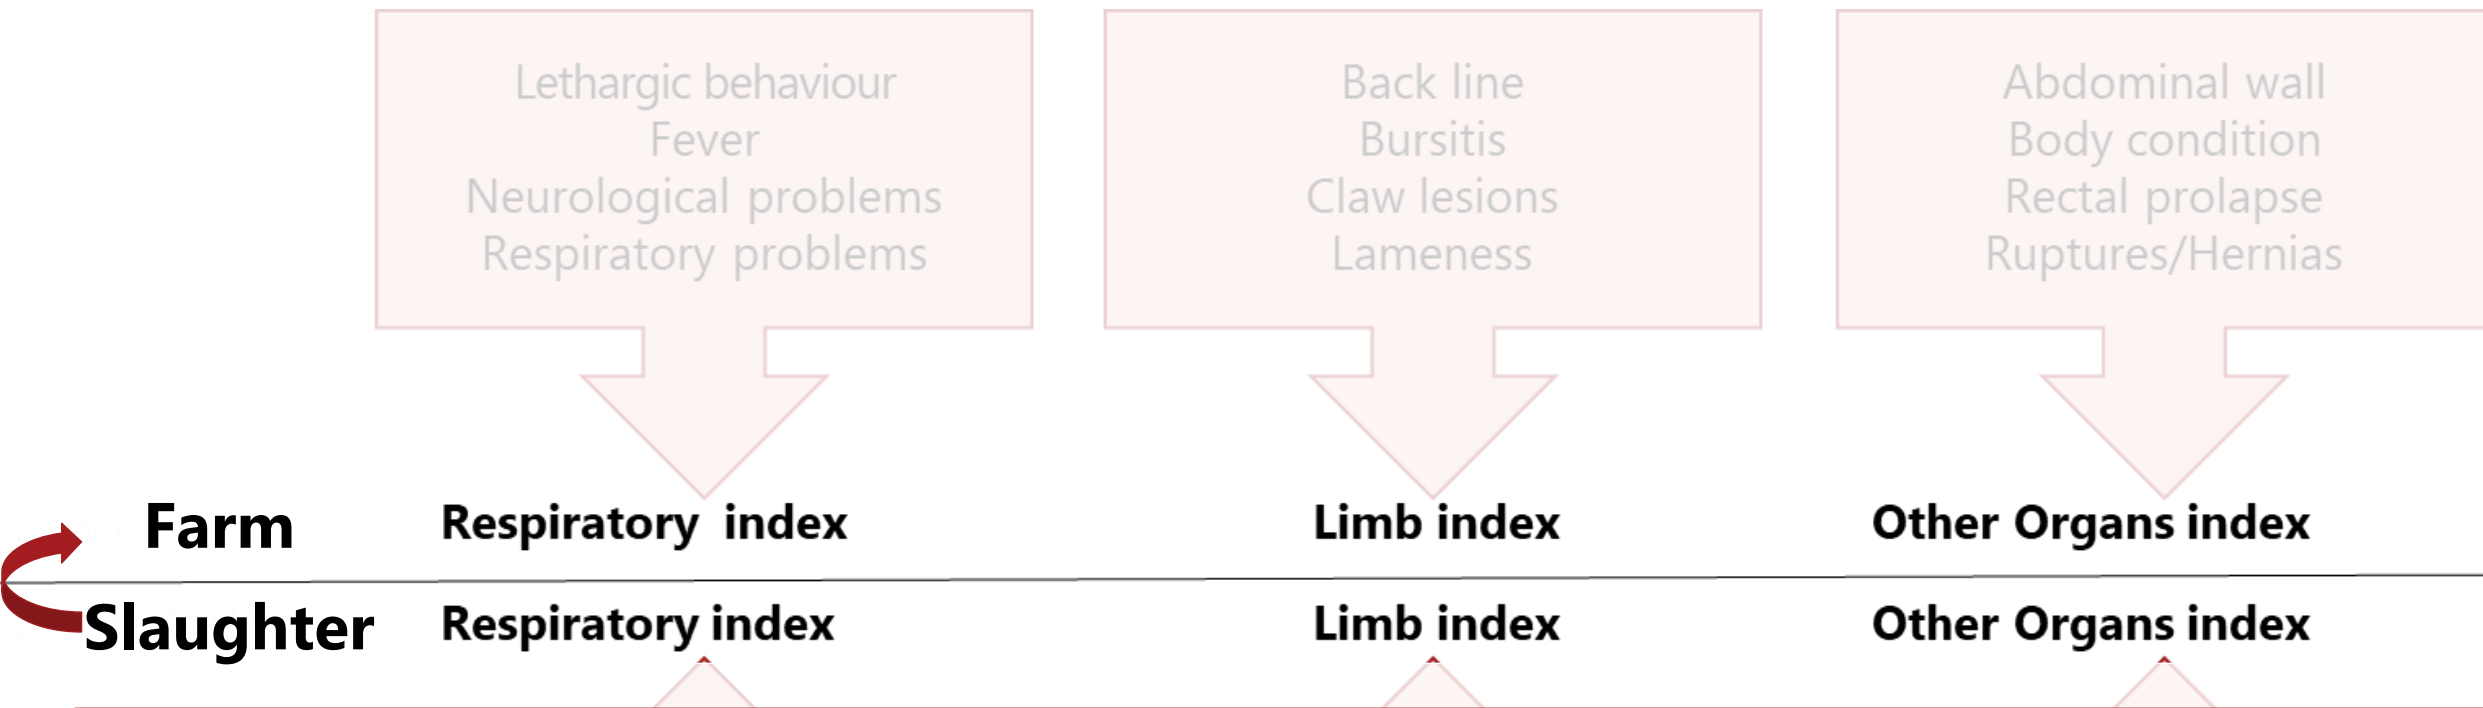 Lethargic behaviour
Fever
Neurological problems
Respiratory problems
Back line
Bursitis
Claw lesions
Lameness
Abdominal wall
Body condition
Rectal prolapse
Ruptures/Hernias
Farm
Respiratory index
Limb index
Other Organs index
Slaughter
Respiratory index
Limb index
Other Organs index